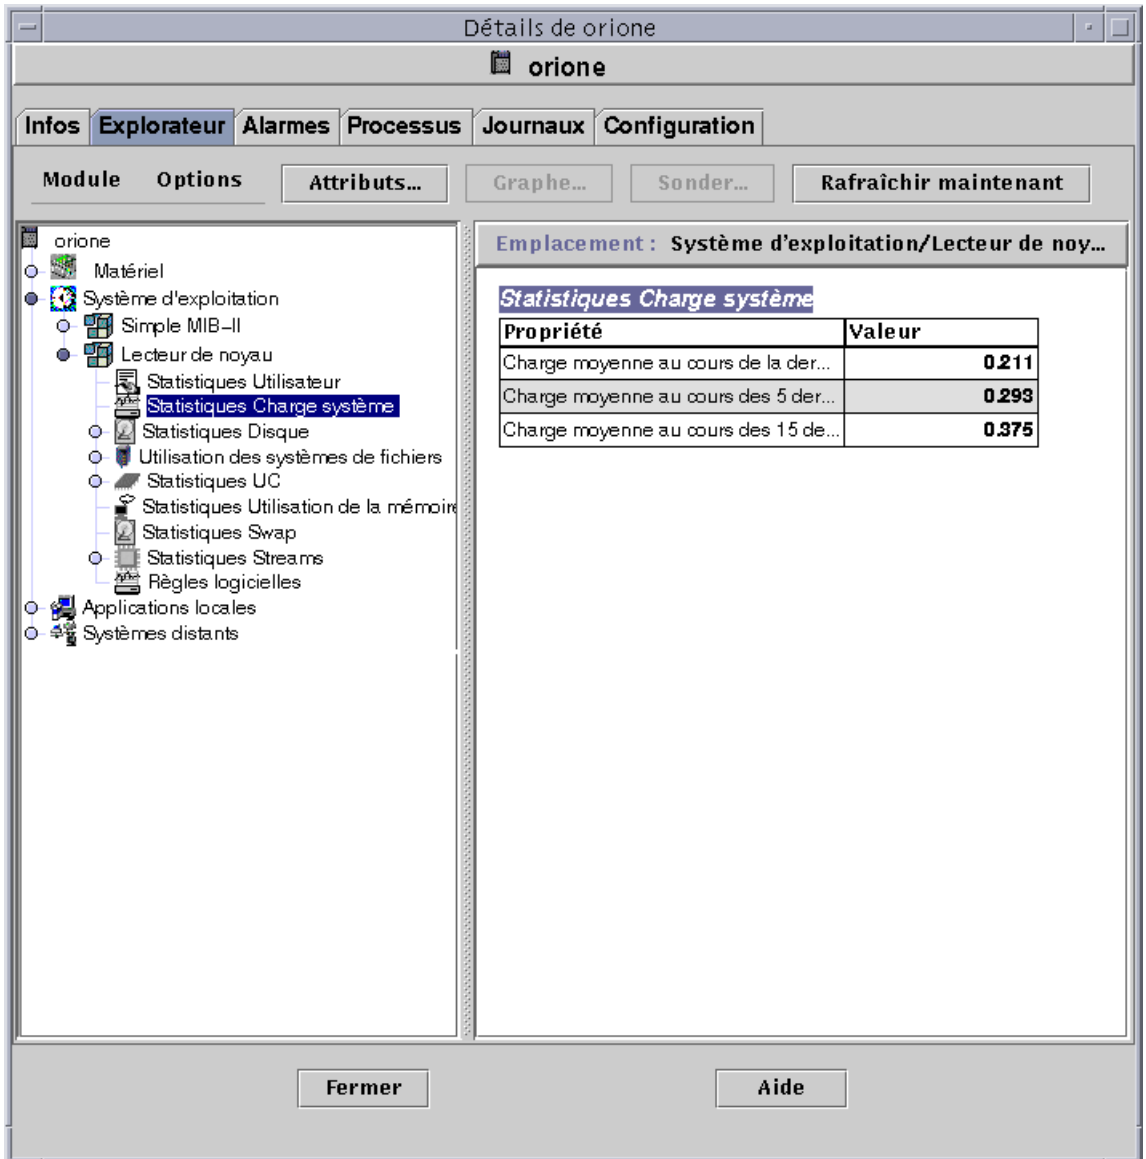 Détails de orione
orione
Infos Explorateur Alarmes Processus Journaux Configuration
Module Options Attributs... Graphe... Sonder... Rafraîchir maintenant
orione
Matériel
Système d'exploitation
Simple MIB-II
Lecteur de noyau
Statistiques Utilisateur
Statistiques Charge système
Statistiques Disque
Utilisation des systèmes de fichiers
Statistiques UC
Statistiques Utilisation de la mémoire
Statistiques Swap
Statistiques Streams
Règles logicielles
Applications locales
Systèmes distants
Emplacement : Système d'exploitation/Lecteur de noy...
Statistiques Charge système
Propriété Valeur
Charge moyenne au cours de la der... 0.211
Charge moyenne au cours des 5 der... 0.293
Charge moyenne au cours des 15 de... 0.375
Fermer Aide